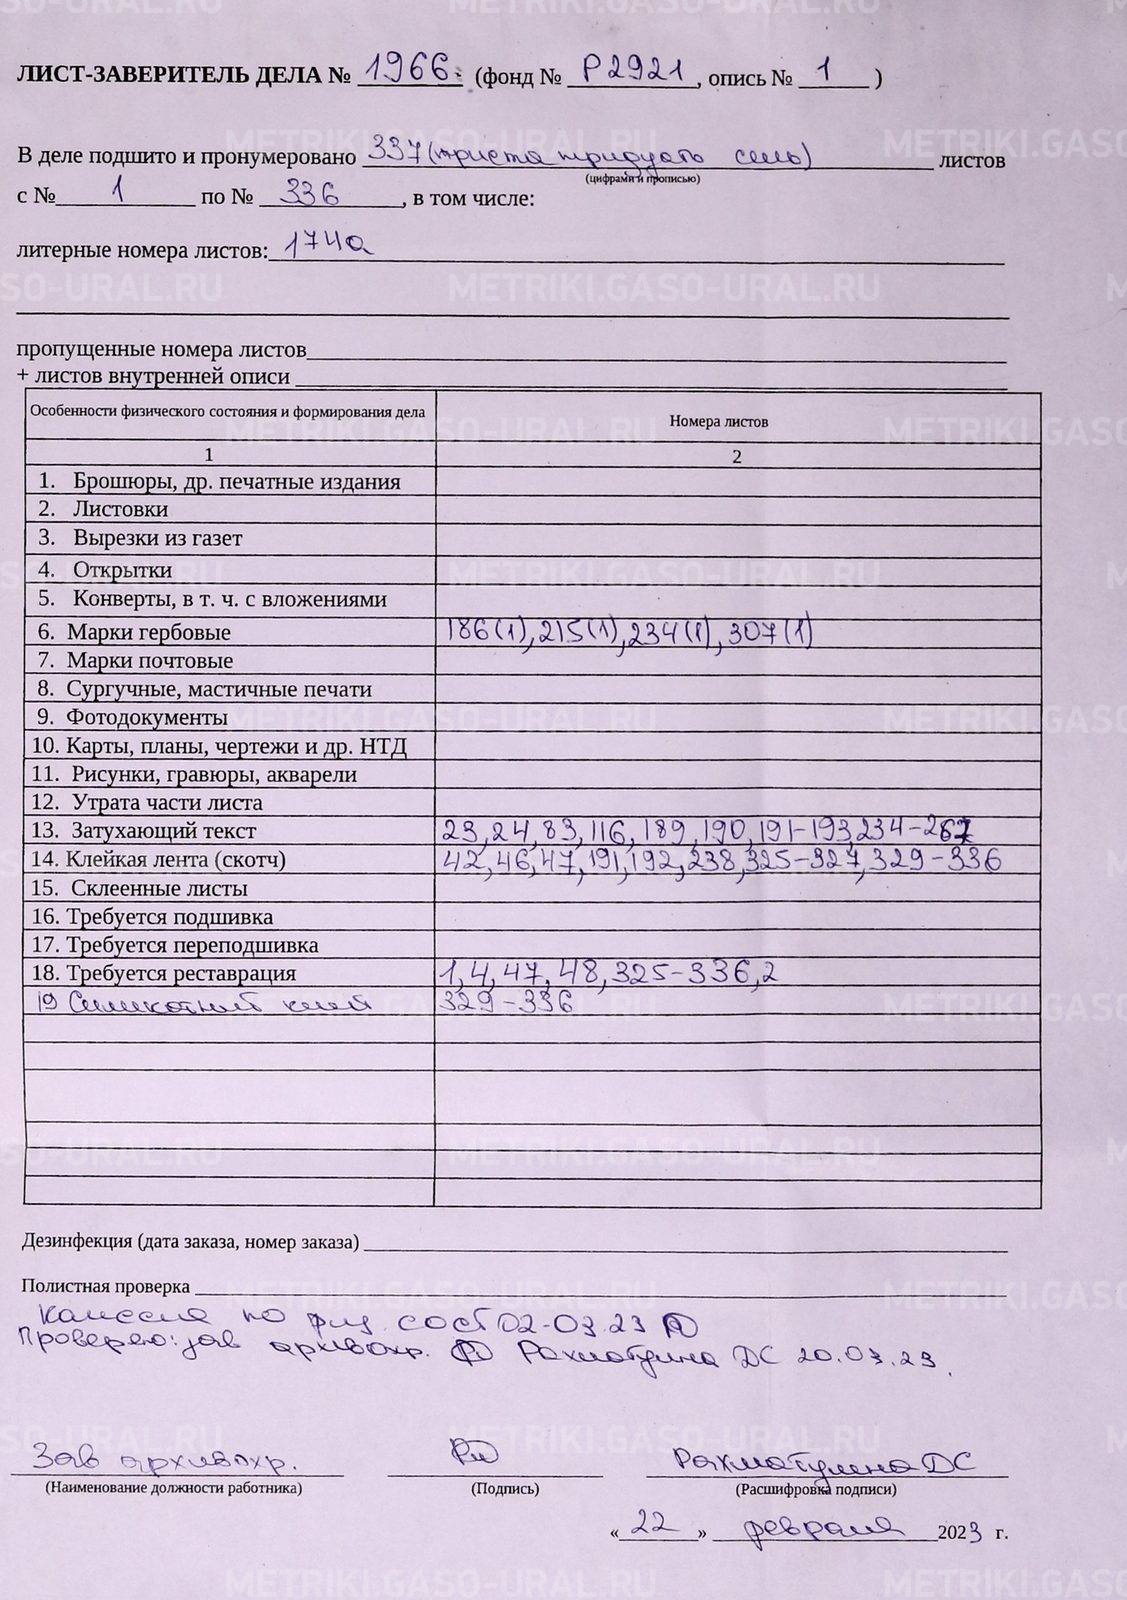 ЛИСТ-ЗАВЕРИТЕЛЬ ДЕЛА № 1966 (фонд № Р2921, опись № 1 )
В деле подшито и пронумеровано 337 (триста тридцать семь) листов
(цифрами и прописью)
с № 1 по № 336, в том числе:
литерные номера листов: 174а
пропущенные номера листов
+ листов внутренней описи
Особенности физического состояния и формирования дела Номера листов
1 2
1. Брошюры, др. печатные издания
2. Листовки
3. Вырезки из газет
4. Открытки
5. Конверты, в т. ч. с вложениями
6. Марки гербовые 186(1), 215(1), 234(1), 307(1)
7. Марки почтовые
8. Сургучные, мастичные печати
9. Фотодокументы
10. Карты, планы, чертежи и др. НТД
11. Рисунки, гравюры, акварели
12. Утрата части листа
13. Затухающий текст 23, 24, 83, 116, 189, 190, 191-193, 234-267
14. Клейкая лента (скотч) 42, 46, 47, 191, 192, 238, 325-327, 329-336
15. Склеенные листы
16. Требуется подшивка
17. Требуется переподшивка
18. Требуется реставрация 1, 4, 47, 48, 325-336, 2
19 Силикатный клей 329-336
Дезинфекция (дата заказа, номер заказа)
Полистная проверка
Комиссия по физ. сост 02-03.23
Проверено: зав архивохр. Рахматулина ДС 20.03.23.
Зав архивохр. Рахматулина ДС
(Наименование должности работника) (Подпись) (Расшифровка подписи)
« 22 » февраля 2023 г.
METRIKI.GASO-URAL.RU